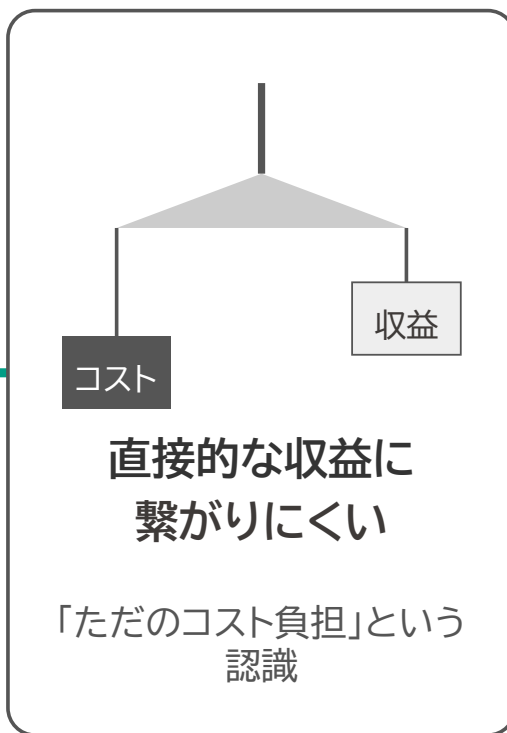 収益
コスト
直接的な収益に
繋がりにくい
「ただのコスト負担」という
認識